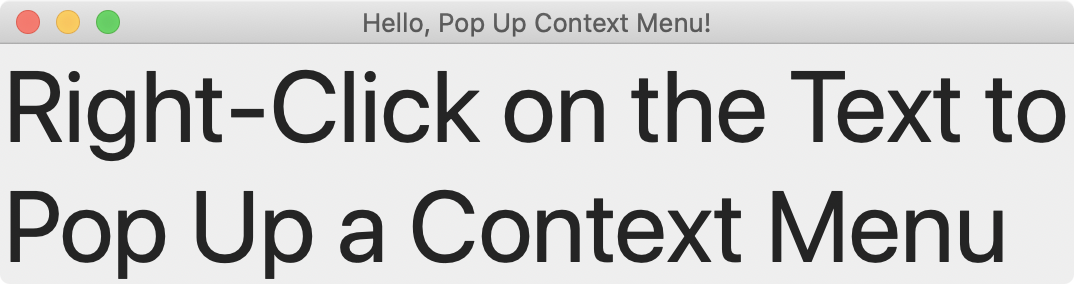 Hello, Pop Up Context Menu!
Right-Click on the Text to
Pop Up a Context Menu